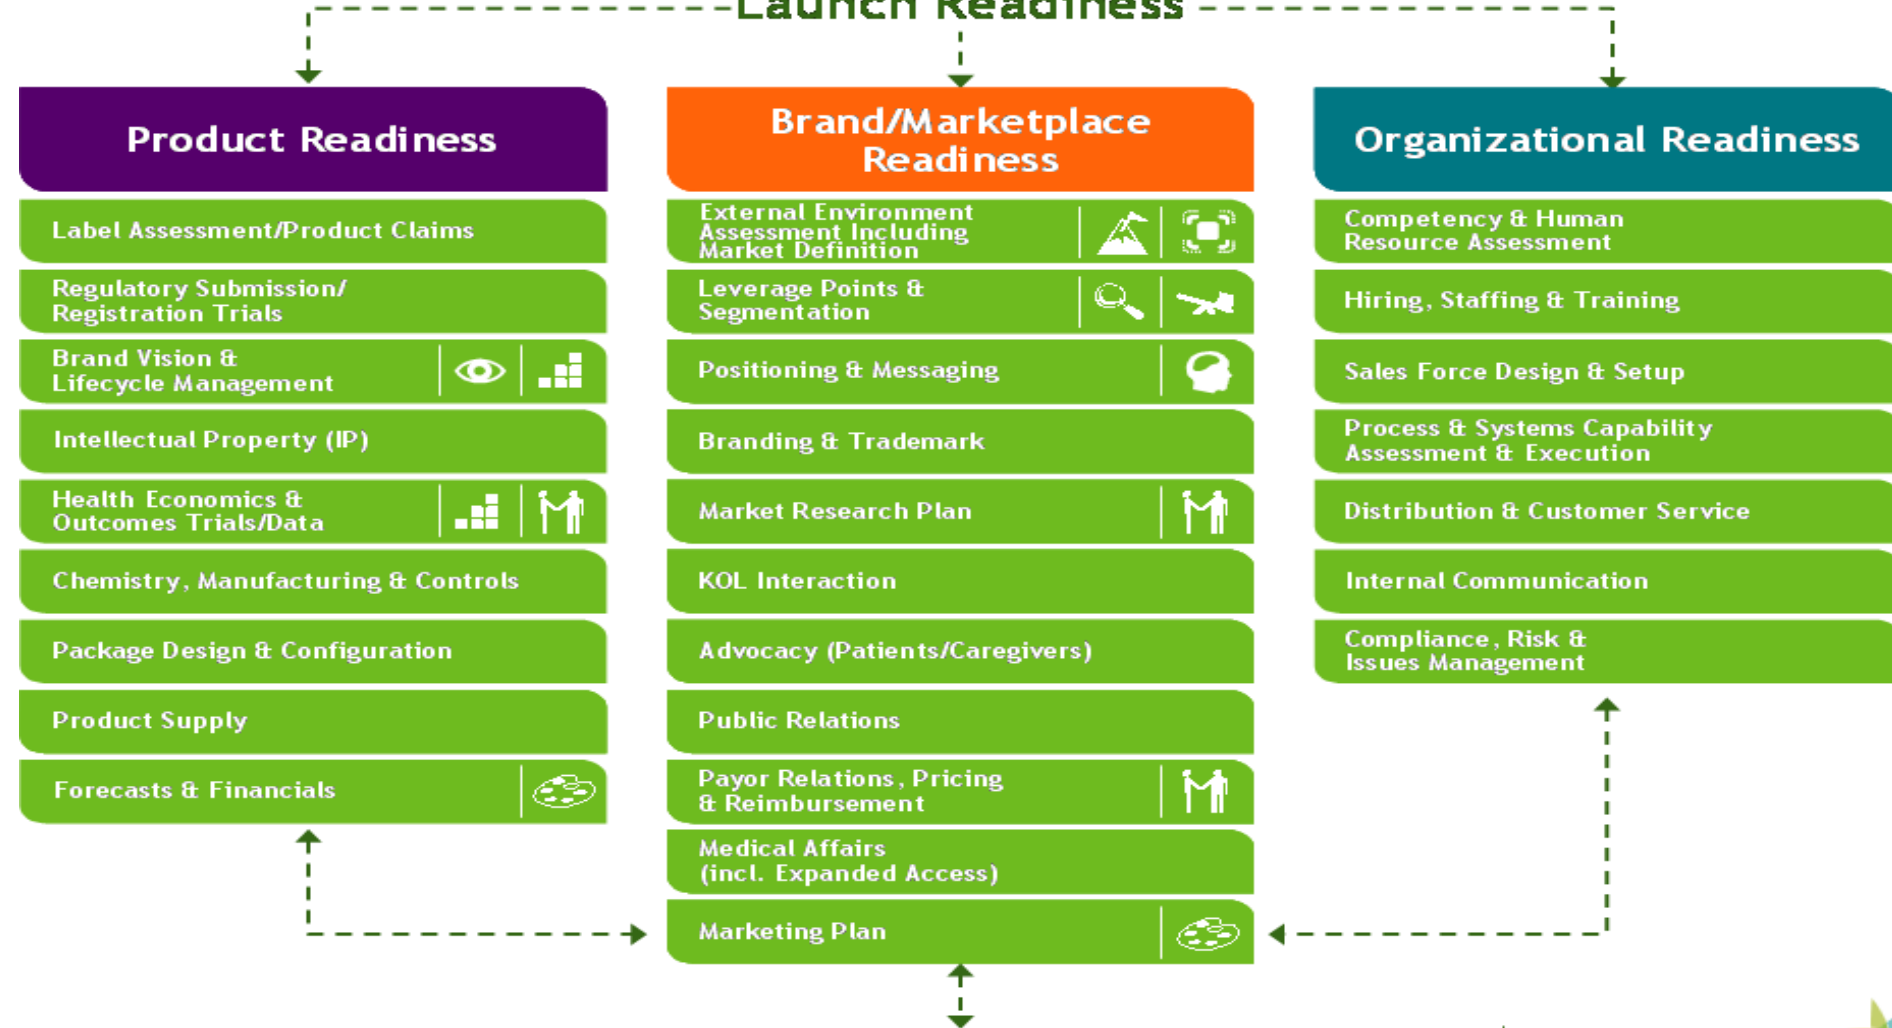 Launch Readiness
Product Readiness
Label Assessment/Product Claims
Regulatory Submission/
Registration Trials
Brand Vision &
Lifecycle Management
Intellectual Property (IP)
Health Economics &
Outcomes Trials/Data
Chemistry, Manufacturing & Controls
Package Design & Configuration
Product Supply
Forecasts & Financials
Brand/Marketplace
Readiness
External Environment
Assessment Including
Market Definition
Leverage Points &
Segmentation
Positioning & Messaging
Branding & Trademark
Market Research Plan
KOL Interaction
Advocacy (Patients/Caregivers)
Public Relations
Payor Relations, Pricing
& Reimbursement
Medical Affairs
(incl. Expanded Access)
Marketing Plan
Organizational Readiness
Competency & Human
Resource Assessment
Hiring, Staffing & Training
Sales Force Design & Setup
Process & Systems Capability
Assessment & Execution
Distribution & Customer Service
Internal Communication
Compliance, Risk &
Issues Management